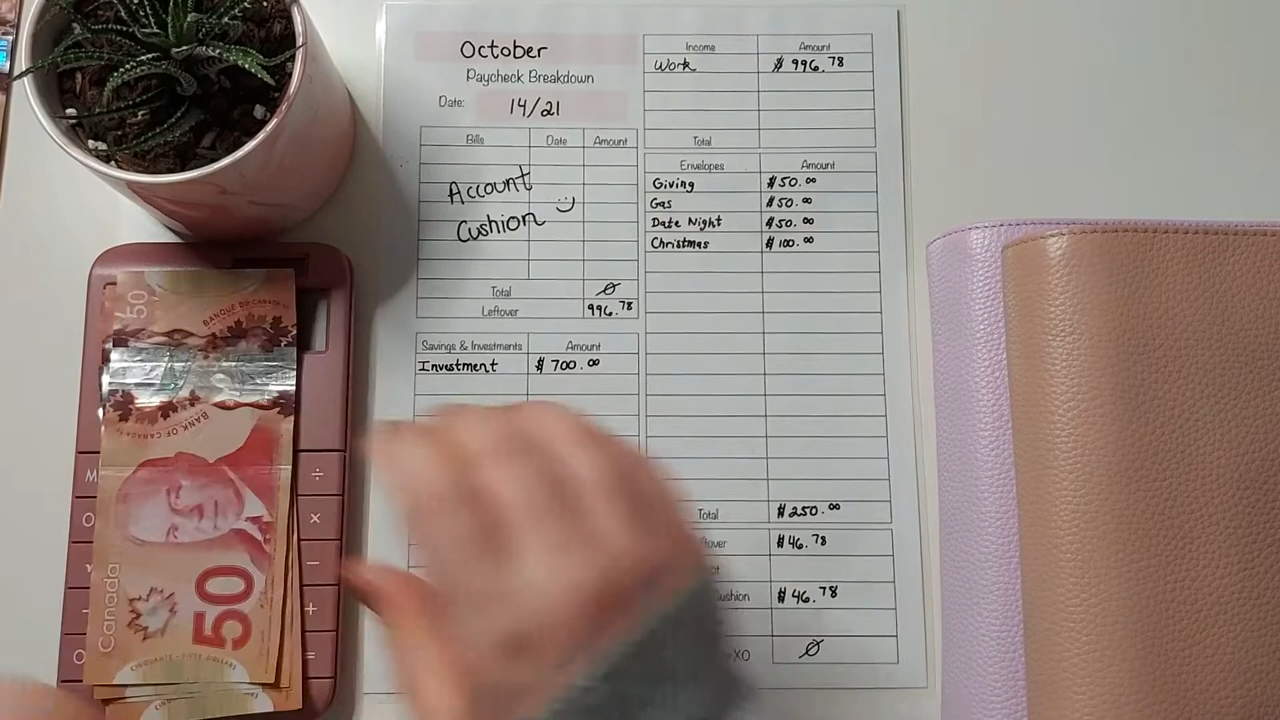 October
Paycheck Breakdown
Date: 14/21
Bills Date Amount
Account
Cushion
Total Ø
Leftover 996.78
Savings & Investments Amount
Investment $700.00
Income Amount
Work $996.78
Total
Envelopes Amount
Giving $50.00
Gas $50.00
Date Night $50.00
Christmas $100.00
Total $250.00
$46.78
$46.78
XO Ø
50
BANQUE DU CANADA
BANK OF CANADA
Canada
50
CINQUANTE • FIFTY DOLLARS
M
÷
×
−
+
=